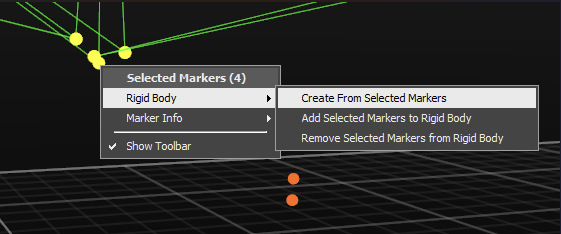 Selected Markers (4)
Rigid Body
Create From Selected Markers
Marker Info
Add Selected Markers to Rigid Body
Remove Selected Markers from Rigid Body
Show Toolbar